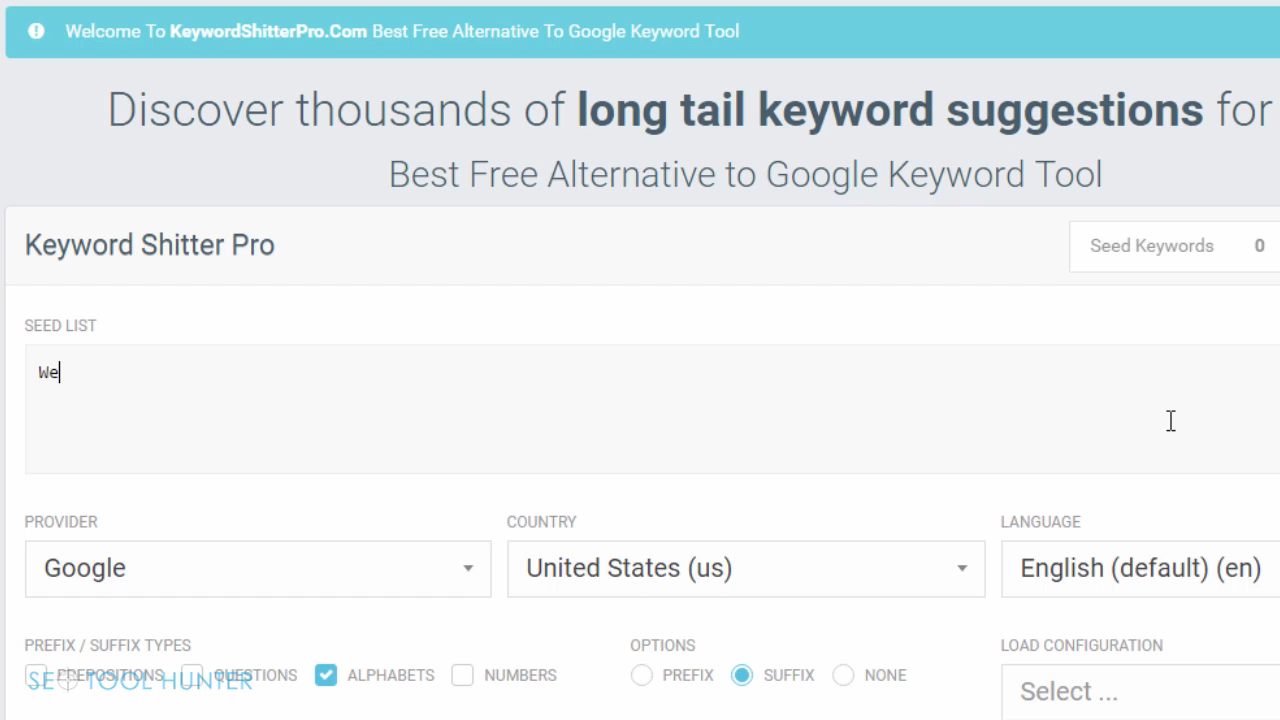 Welcome To KeywordShitterPro.Com Best Free Alternative To Google Keyword Tool
Discover thousands of long tail keyword suggestions for
Best Free Alternative to Google Keyword Tool
Keyword Shitter Pro
Seed Keywords 0
SEED LIST
We
PROVIDER COUNTRY LANGUAGE
Google United States (us) English (default) (en)
PREFIX / SUFFIX TYPES OPTIONS LOAD CONFIGURATION
PREPOSITIONS QUESTIONS ALPHABETS NUMBERS PREFIX SUFFIX NONE
SEO TOOL HUNTER
Select ...